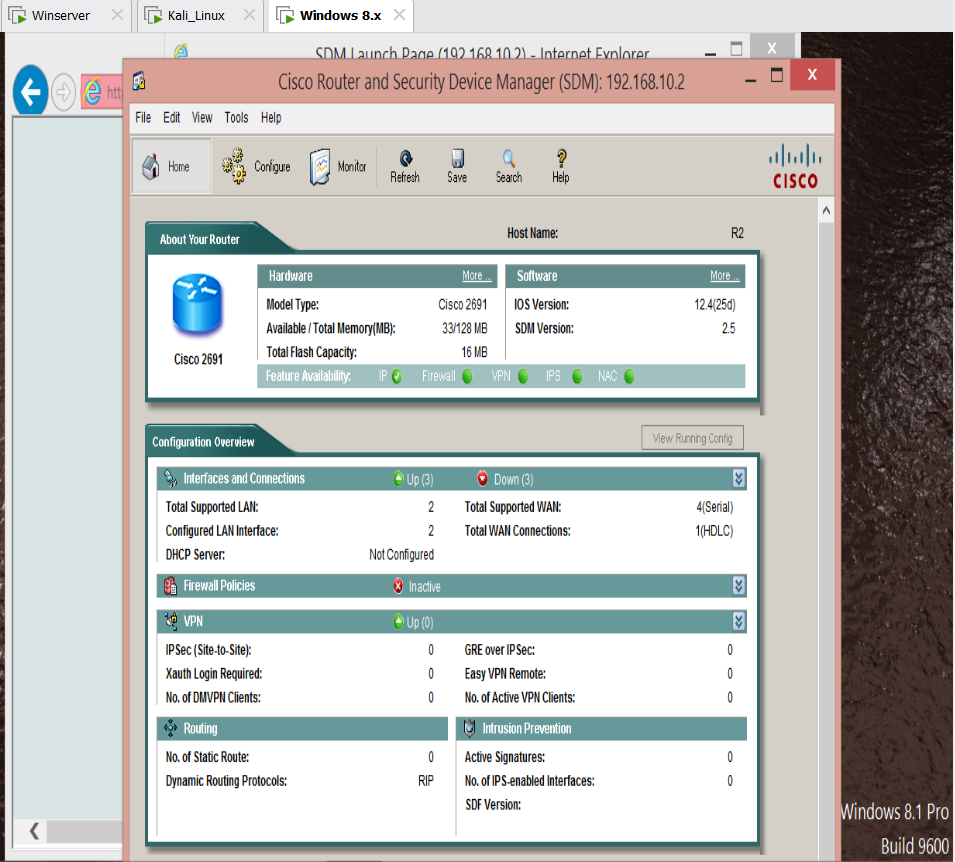 Winserver
Kali_Linux
Windows 8.x
SDM Launch Page (192.168.10.2) - Internet Explorer
Cisco Router and Security Device Manager (SDM): 192.168.10.2
File Edit View Tools Help
Home Configure Monitor Refresh Save Search Help
CISCO
About Your Router
Host Name: R2
Hardware More ...
Software More ...
Model Type: Cisco 2691
IOS Version: 12.4(25d)
Available / Total Memory(MB): 33/128 MB
SDM Version: 2.5
Total Flash Capacity: 16 MB
Cisco 2691
Feature Availability: IP Firewall VPN IPS NAC
Configuration Overview
View Running Config
Interfaces and Connections Up (3) Down (3)
Total Supported LAN: 2
Total Supported WAN: 4(Serial)
Configured LAN Interface: 2
Total WAN Connections: 1(HDLC)
DHCP Server: Not Configured
Firewall Policies Inactive
VPN Up (0)
IPSec (Site-to-Site): 0
GRE over IPSec: 0
Xauth Login Required: 0
Easy VPN Remote: 0
No. of DMVPN Clients: 0
No. of Active VPN Clients: 0
Routing
Intrusion Prevention
No. of Static Route: 0
Active Signatures: 0
Dynamic Routing Protocols: RIP
No. of IPS-enabled Interfaces: 0
SDF Version:
Windows 8.1 Pro
Build 9600